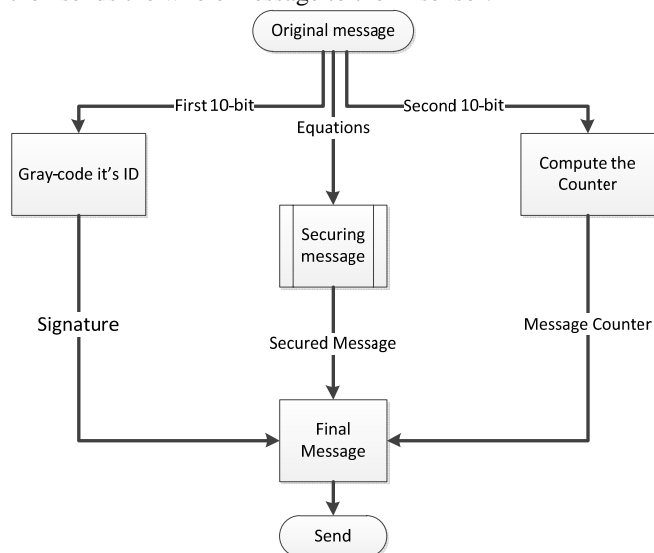 Original message
First 10-bit
Second 10-bit
Equations
Gray-code it's ID
Compute the
Counter
Securing
message
Signature
Message Counter
Secured Message
Final
Message
Send